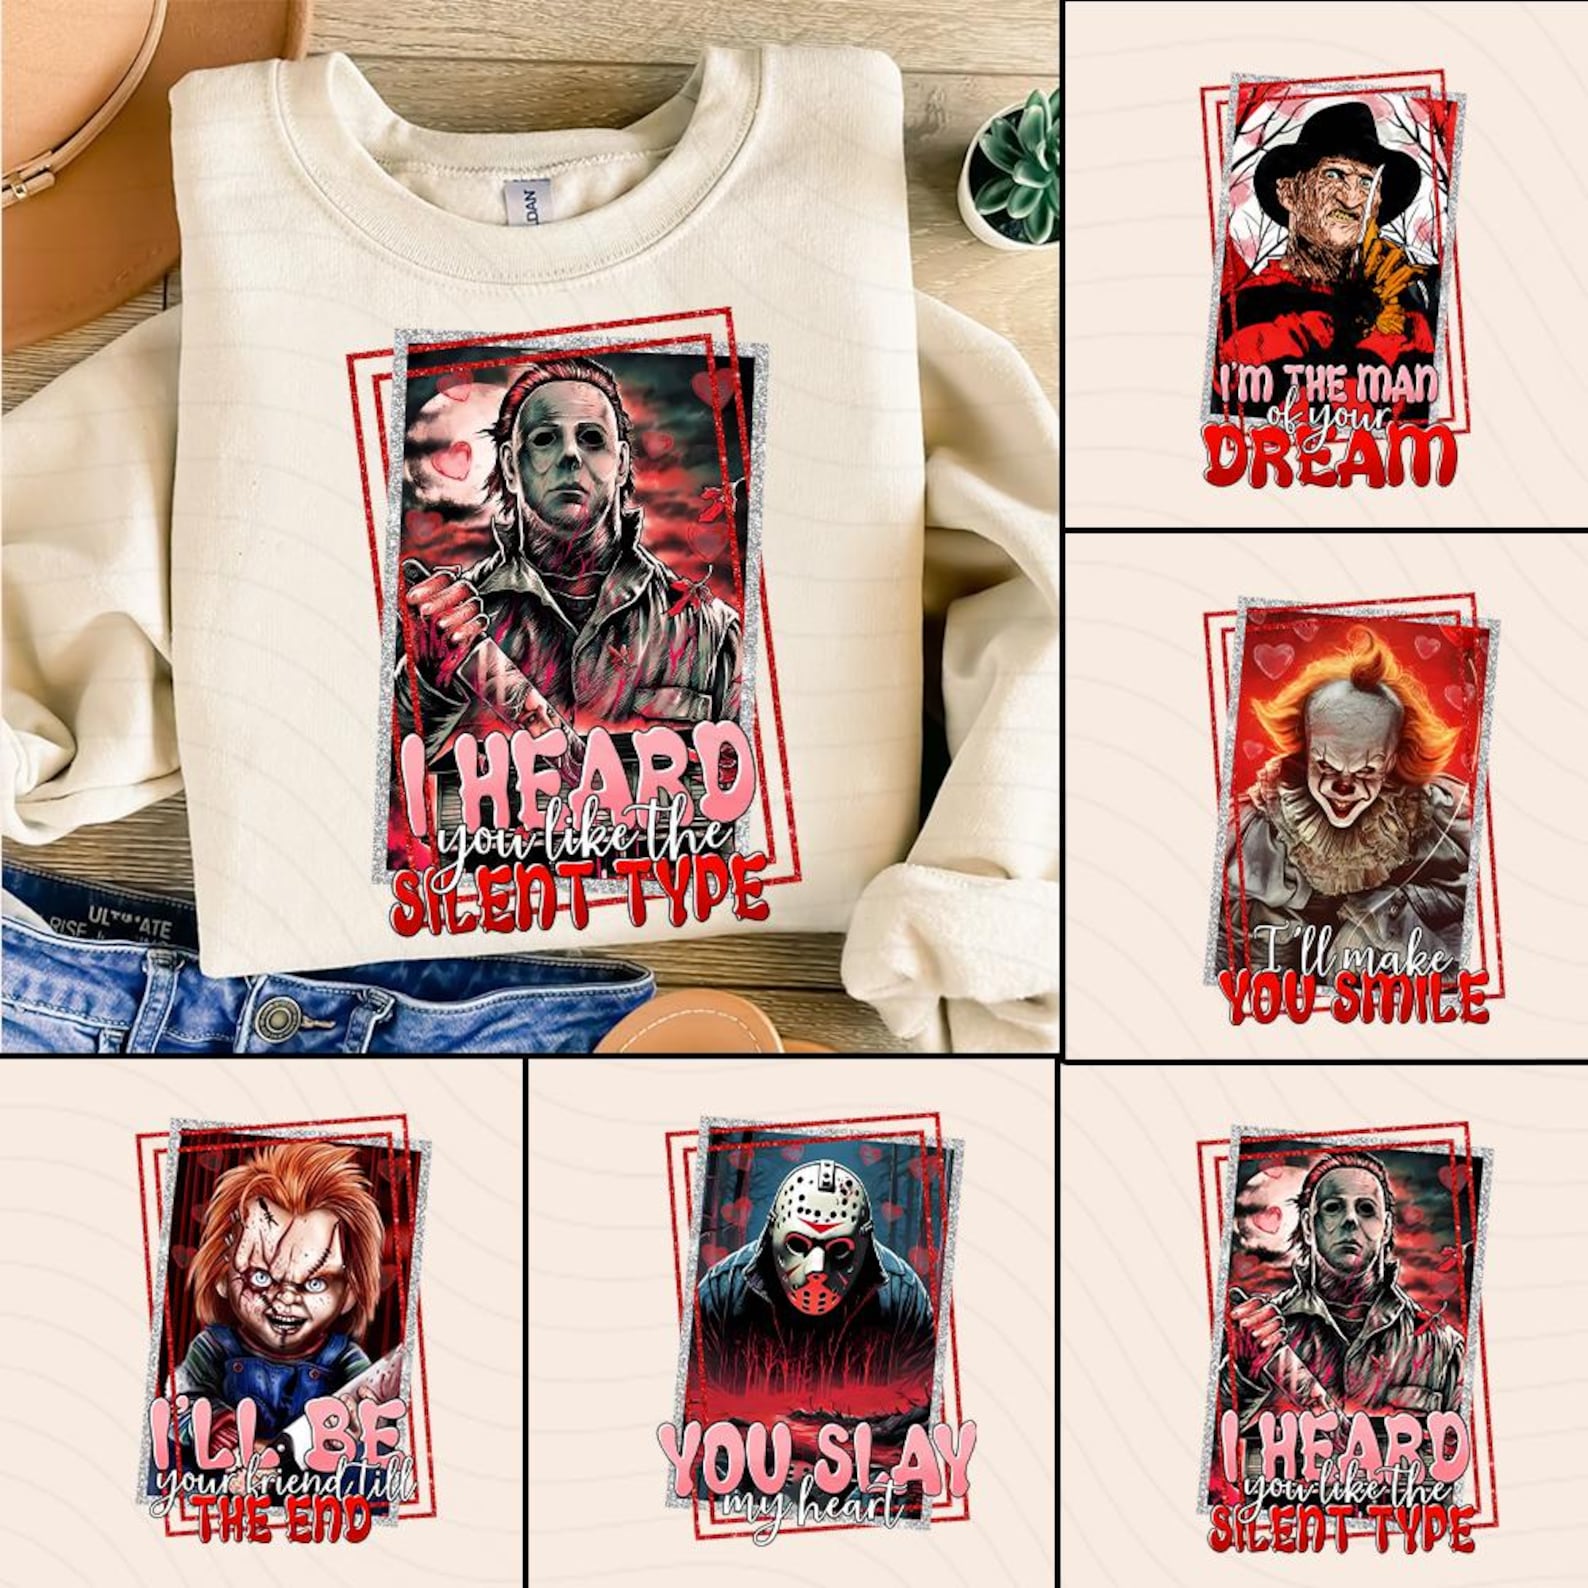 DAN
I HEARD
you like the
SILENT TYPE
ULTIMATE
RISE
I'M THE MAN
of your
DREAM
I'll make
YOU SMILE
I'LL BE
your friend till
THE END
YOU SLAY
my heart
I HEARD
you like the
SILENT TYPE